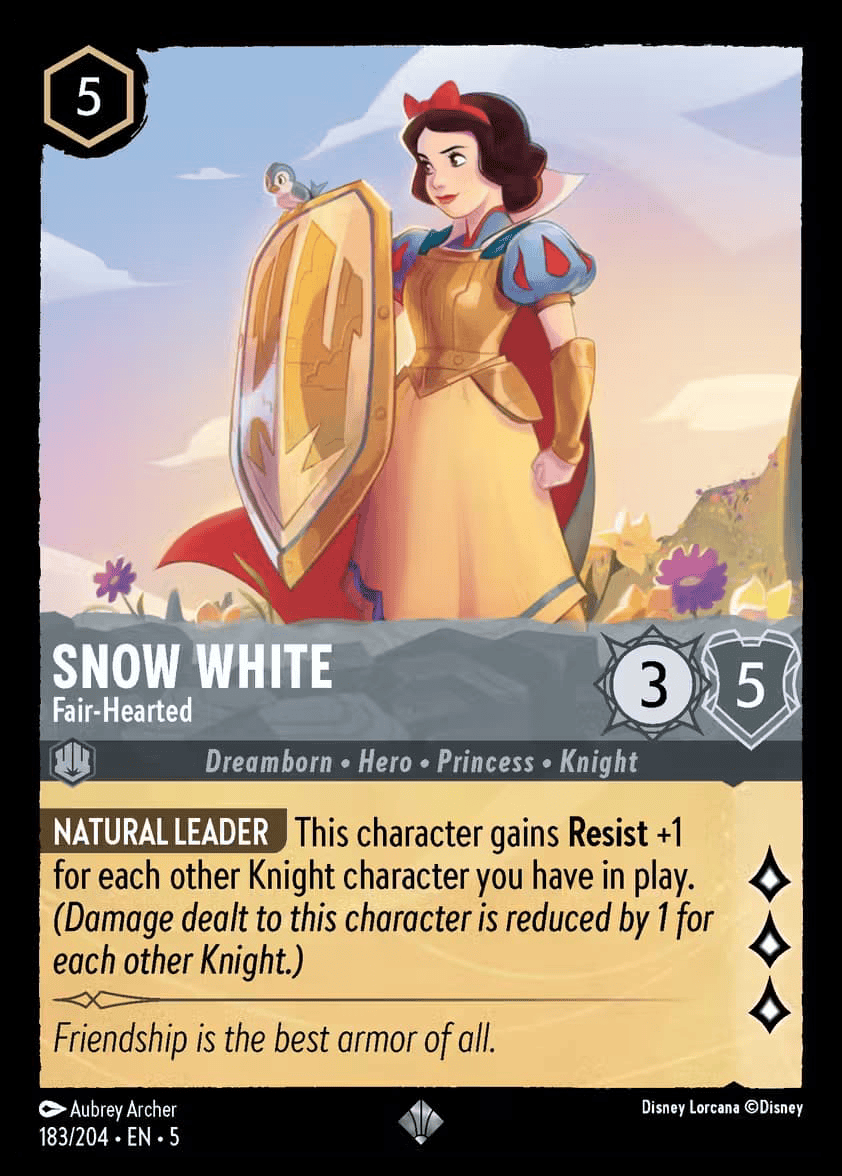 5
SNOW WHITE
Fair-Hearted
3
5
Dreamborn • Hero • Princess • Knight
NATURAL LEADER This character gains Resist +1
for each other Knight character you have in play.
(Damage dealt to this character is reduced by 1 for
each other Knight.)
Friendship is the best armor of all.
Aubrey Archer
183/204 • EN • 5
Disney Lorcana ©Disney